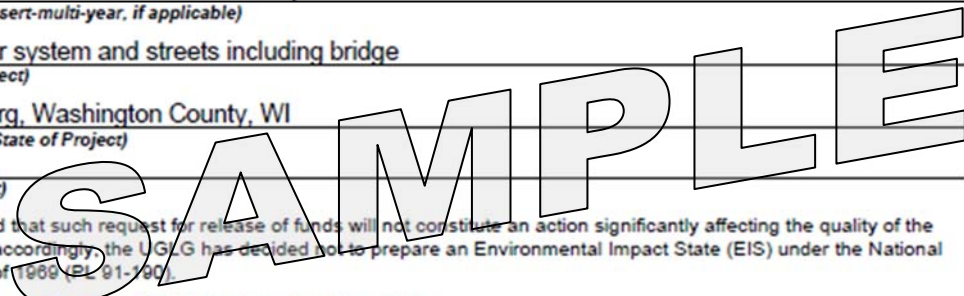 sert-multi-year, if applicable)
r system and streets including bridge
ect)
rg, Washington County, WI
State of Project)
)
d that such request for release of funds will not constitute an action significantly affecting the quality of the
accordingly, the UGLG has decided not to prepare an Environmental Impact State (EIS) under the National
of 1969 (PL 91-190).
SAMPLE